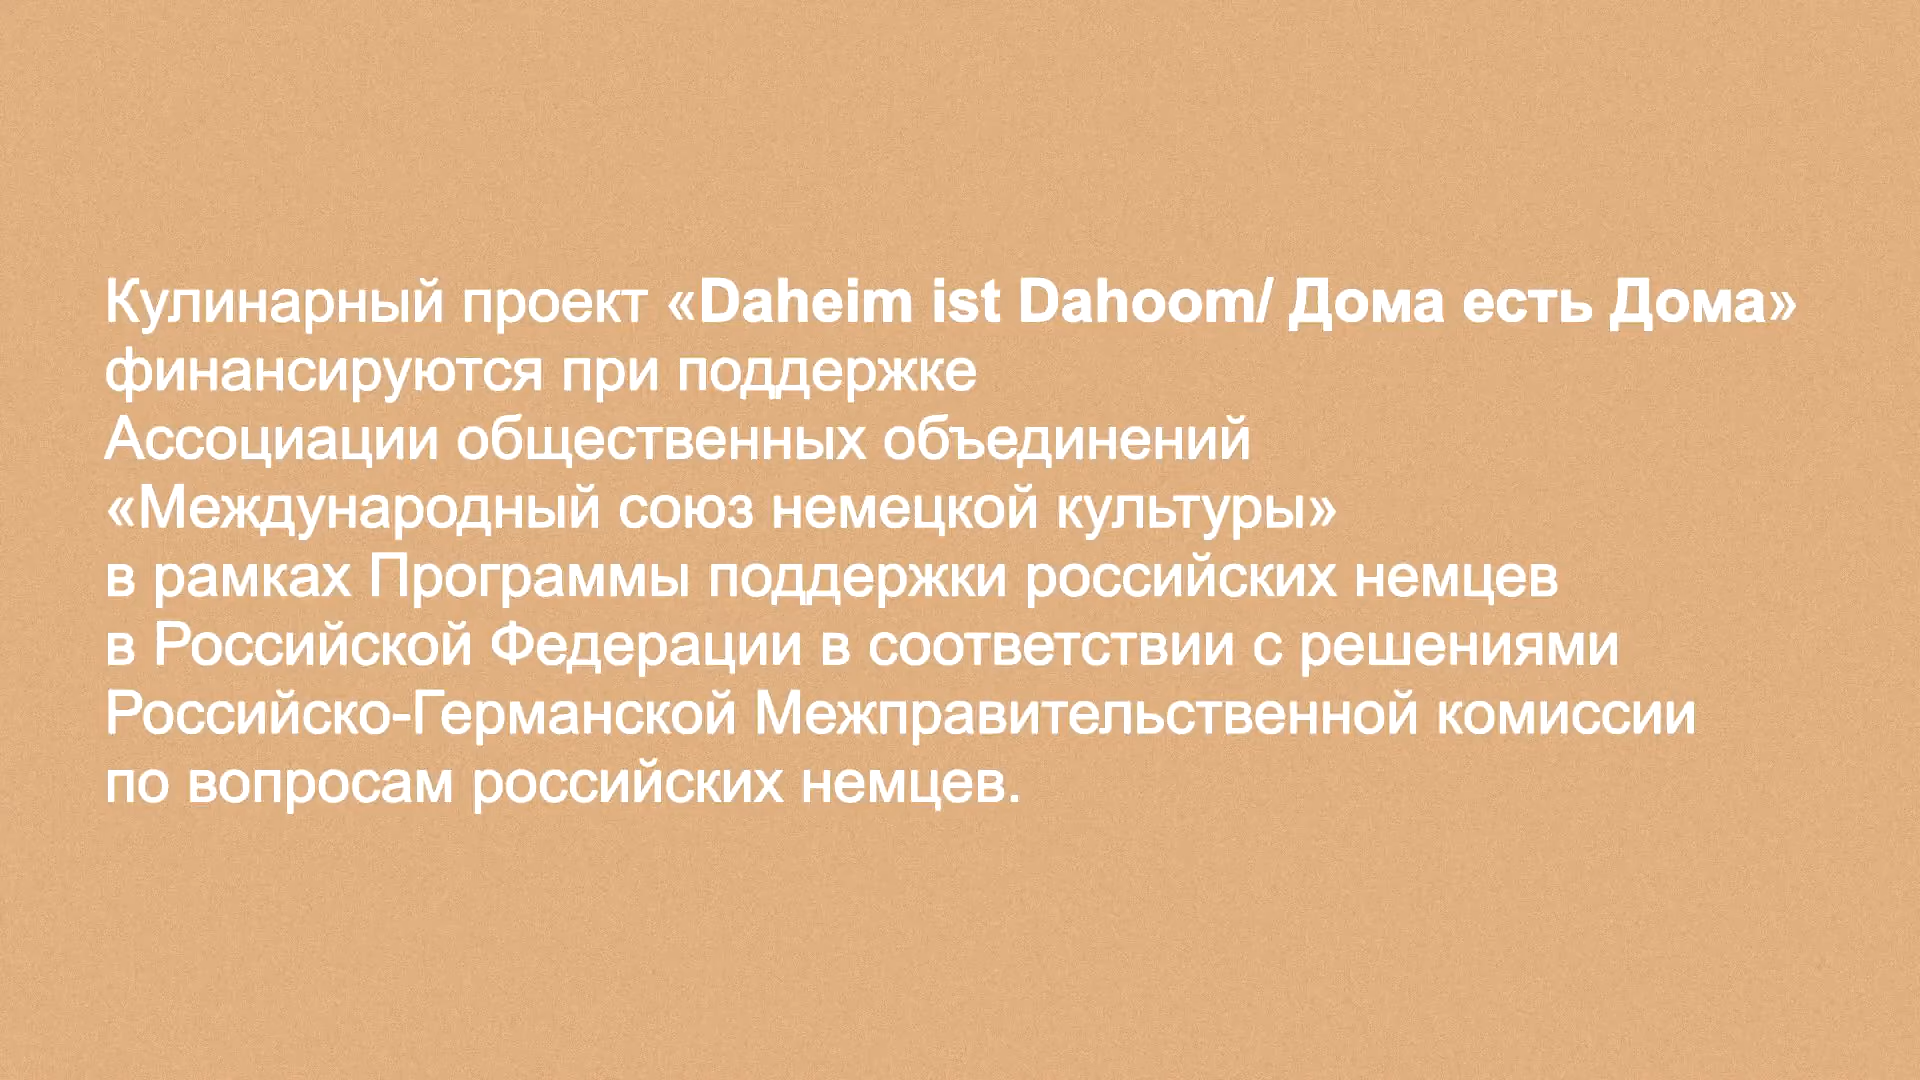 Кулинарный проект «Daheim ist Dahoom/ Дома есть Дома»
финансируются при поддержке
Ассоциации общественных объединений
«Международный союз немецкой культуры»
в рамках Программы поддержки российских немцев
в Российской Федерации в соответствии с решениями
Российско-Германской Межправительственной комиссии
по вопросам российских немцев.